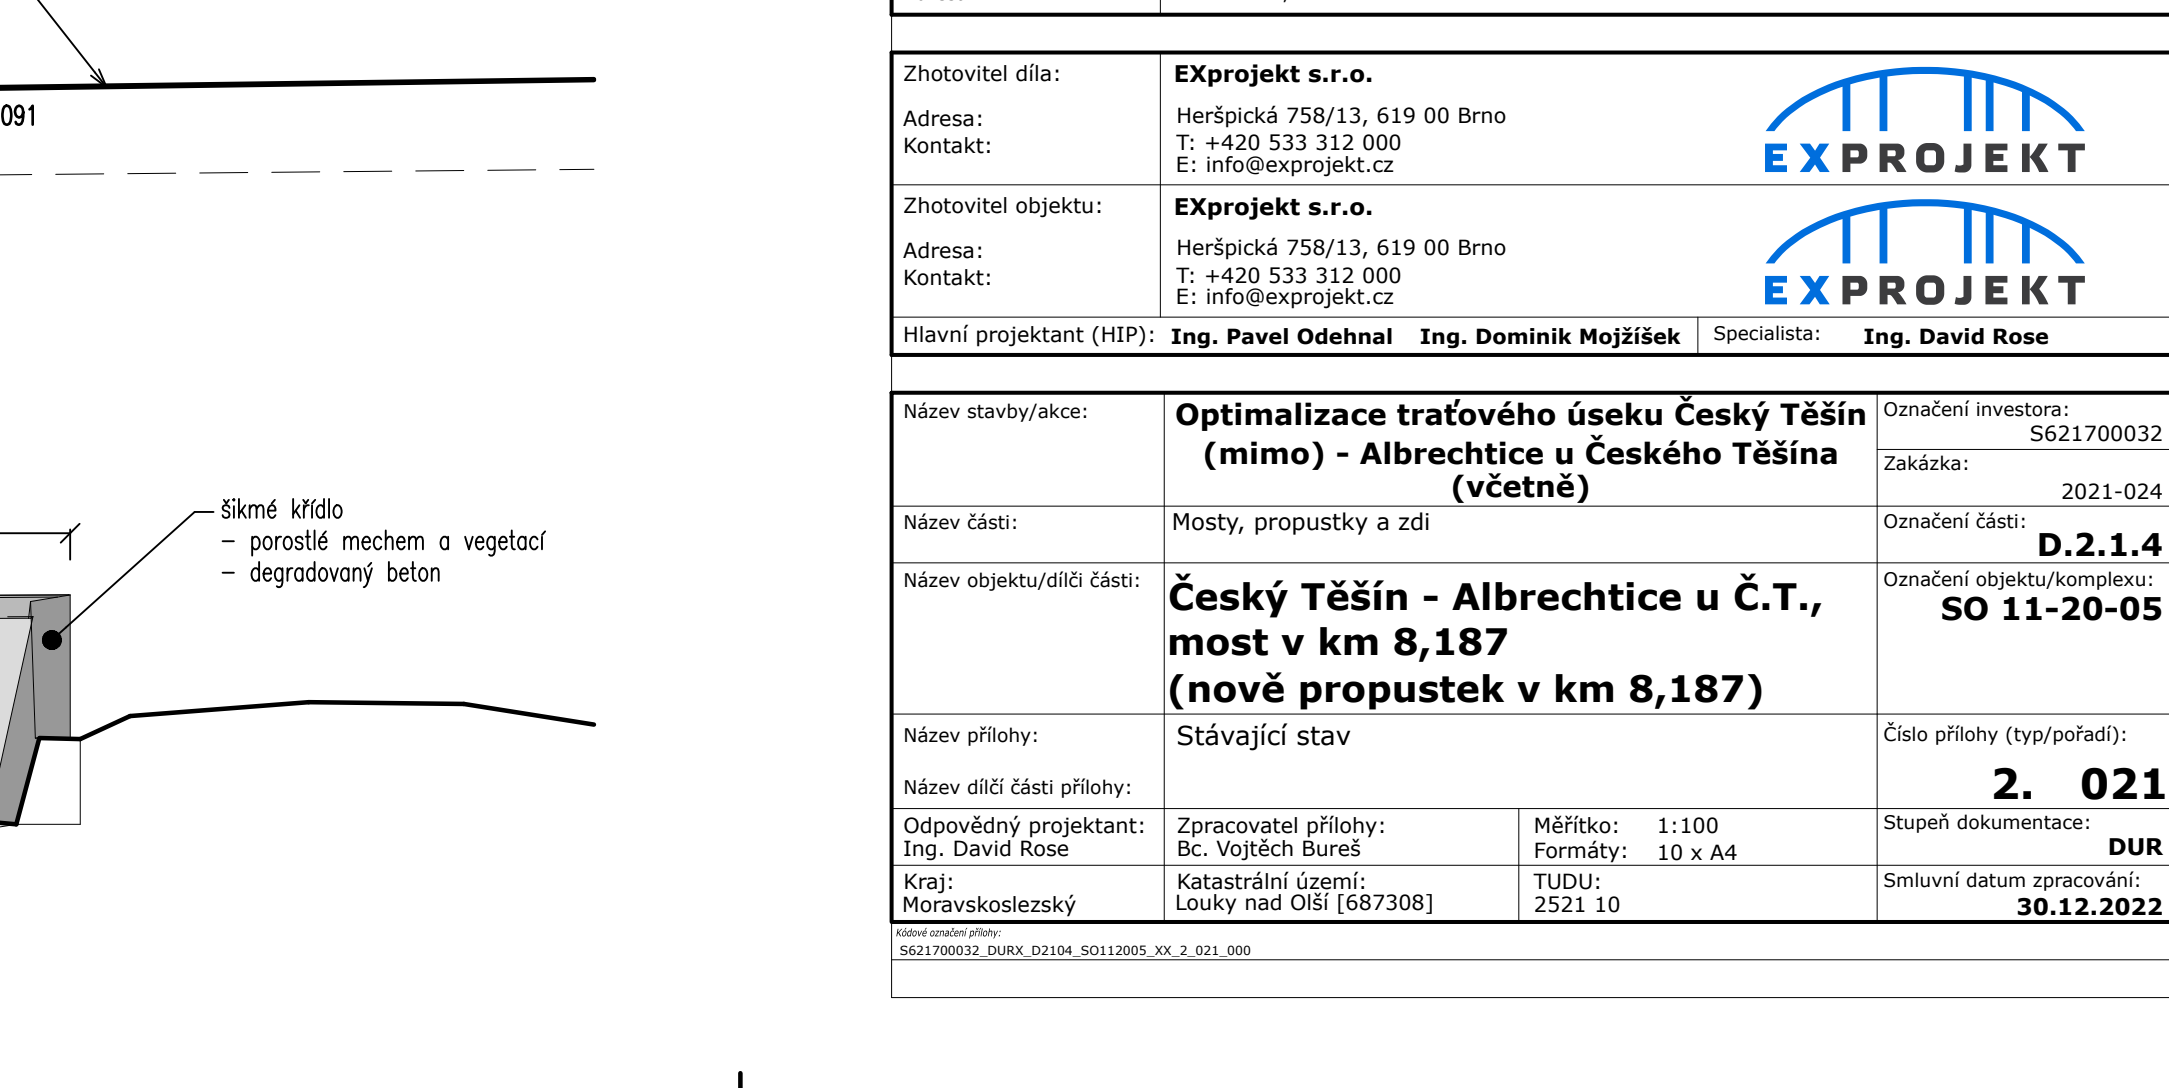 091
šikmé křídlo
– porostlé mechem a vegetací
– degradovaný beton
Zhotovitel díla: EXprojekt s.r.o.
Adresa: Heršpická 758/13, 619 00 Brno
Kontakt: T: +420 533 312 000
E: info@exprojekt.cz
EXPROJEKT
Zhotovitel objektu: EXprojekt s.r.o.
Adresa: Heršpická 758/13, 619 00 Brno
Kontakt: T: +420 533 312 000
E: info@exprojekt.cz
EXPROJEKT
Hlavní projektant (HIP): Ing. Pavel Odehnal Ing. Dominik Mojžíšek Specialista: Ing. David Rose
Název stavby/akce: Optimalizace traťového úseku Český Těšín
(mimo) - Albrechtice u Českého Těšína
(včetně)
Označení investora:
S621700032
Zakázka:
2021-024
Název části: Mosty, propustky a zdi
Označení části:
D.2.1.4
Název objektu/dílči části: Český Těšín - Albrechtice u Č.T.,
most v km 8,187
(nově propustek v km 8,187)
Označení objektu/komplexu:
SO 11-20-05
Název přílohy: Stávající stav
Název dílčí části přílohy:
Číslo přílohy (typ/pořadí):
2. 021
Odpovědný projektant:
Ing. David Rose
Zpracovatel přílohy:
Bc. Vojtěch Bureš
Měřítko: 1:100
Formáty: 10 x A4
Stupeň dokumentace:
DUR
Kraj:
Moravskoslezský
Katastrální území:
Louky nad Olší [687308]
TUDU:
2521 10
Smluvní datum zpracování:
30.12.2022
Kódové označení přílohy:
S621700032_DURX_D2104_SO112005_XX_2_021_000